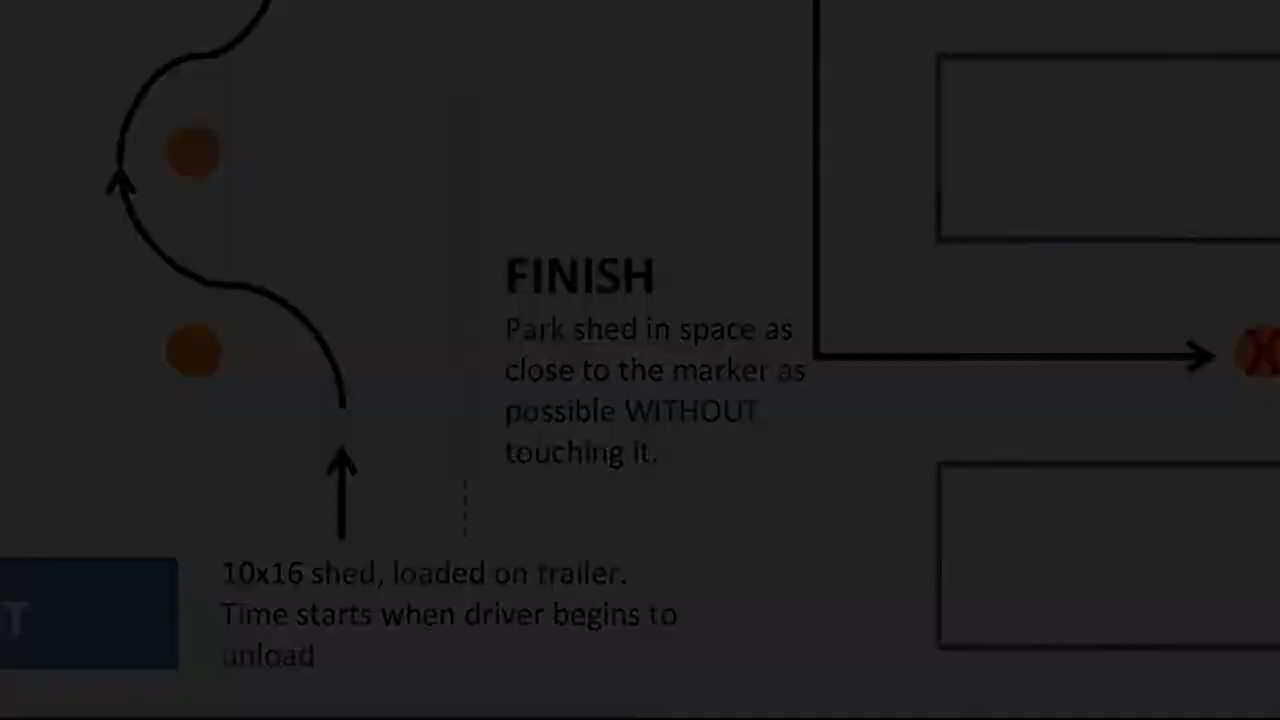 FINISH
Park shed in space as
close to the marker as
possible WITHOUT
touching it.
X
T
10x16 shed, loaded on trailer.
Time starts when driver begins to
unload